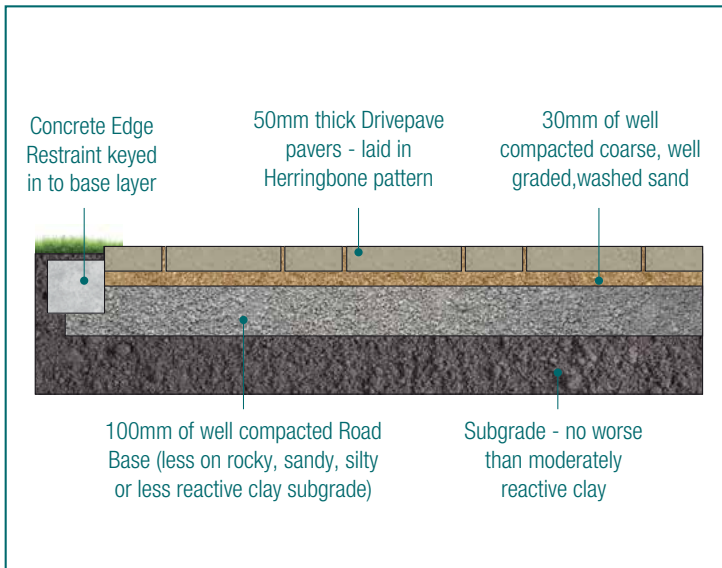 Concrete Edge
Restraint keyed
in to base layer
50mm thick Drivepave
pavers - laid in
Herringbone pattern
30mm of well
compacted coarse, well
graded,washed sand
100mm of well compacted Road
Base (less on rocky, sandy, silty
or less reactive clay subgrade)
Subgrade - no worse
than moderately
reactive clay